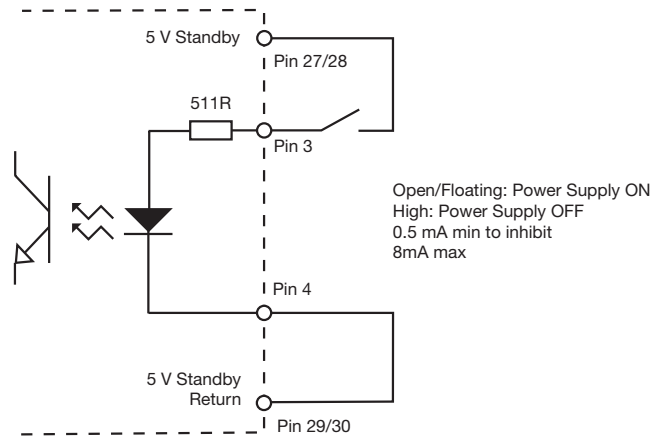 5 V Standby
Pin 27/28
511R
Pin 3
Open/Floating: Power Supply ON
High: Power Supply OFF
0.5 mA min to inhibit
8mA max
Pin 4
5 V Standby
Return
Pin 29/30